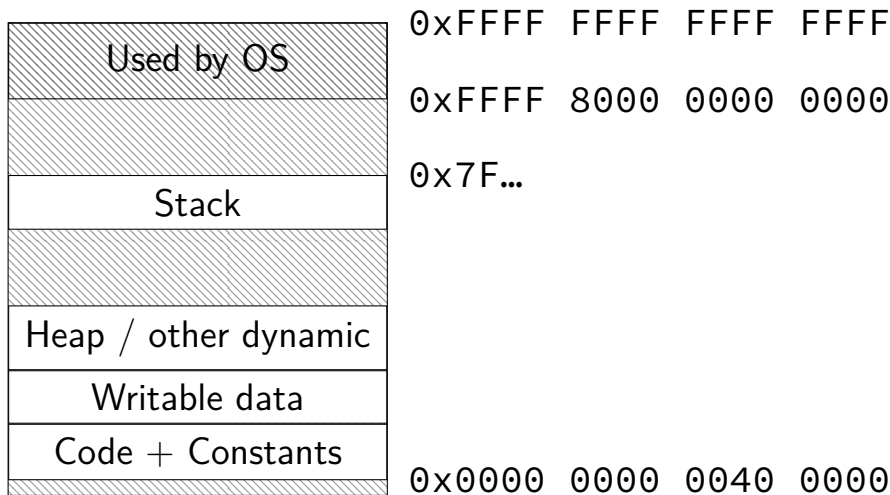 0xFFFF FFFF FFFF FFFF
Used by OS
0xFFFF 8000 0000 0000
0x7F…
Stack
Heap / other dynamic
Writable data
Code + Constants
0x0000 0000 0040 0000